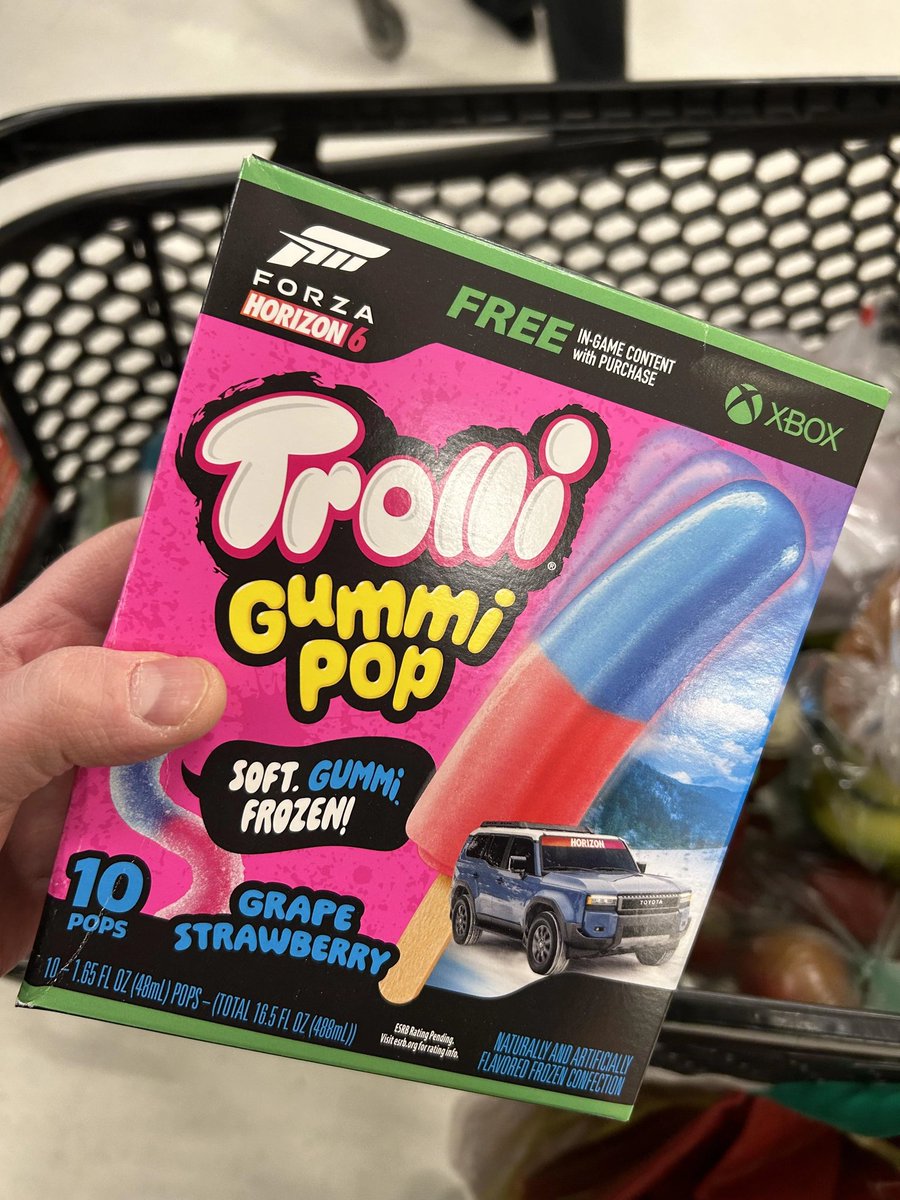 FORZA
HORIZON 6
FREE IN-GAME CONTENT
with PURCHASE
XBOX
Trolli®
GUMMi
POP
SOFT. GUMMi.
FROZEN!
HORIZON
TOYOTA
10
POPS
GRAPE
STRAWBERRY
10 – 1.65 FL OZ (48mL) POPS – (TOTAL 16.5 FL OZ (488mL))
ESRB Rating Pending.
Visit esrb.org for rating info.
NATURALLY AND ARTIFICIALLY
FLAVORED FROZEN CONFECTION